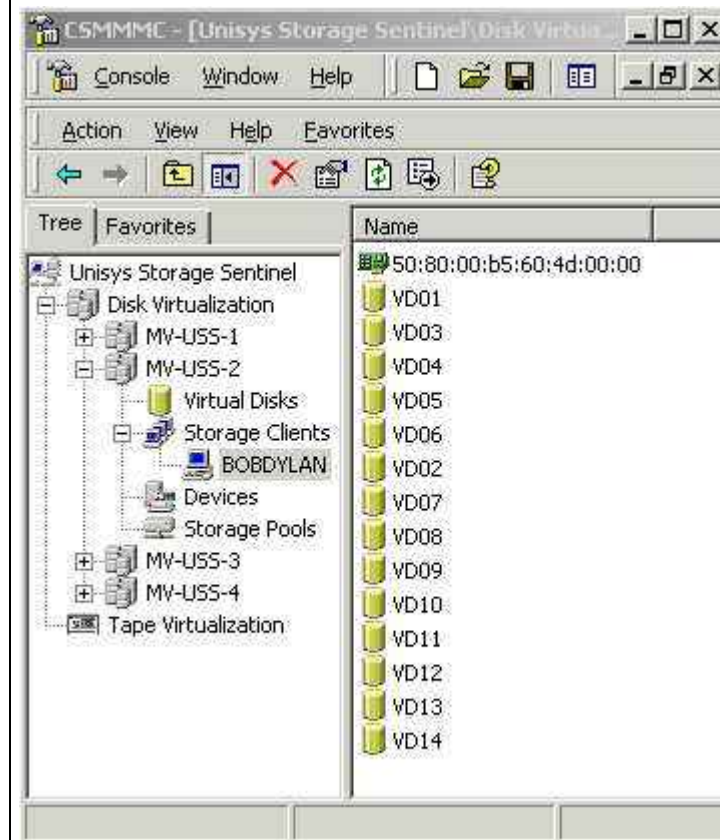 CSMMMC - [Unisys Storage Sentinel\Disk Virtua...
Console Window Help
Action View Help Favorites
Tree Favorites
Name
Unisys Storage Sentinel
Disk Virtualization
MV-USS-1
MV-USS-2
Virtual Disks
Storage Clients
BOBDYLAN
Devices
Storage Pools
MV-USS-3
MV-USS-4
Tape Virtualization
50:80:00:b5:60:4d:00:00
VD01
VD03
VD04
VD05
VD06
VD02
VD07
VD08
VD09
VD10
VD11
VD12
VD13
VD14